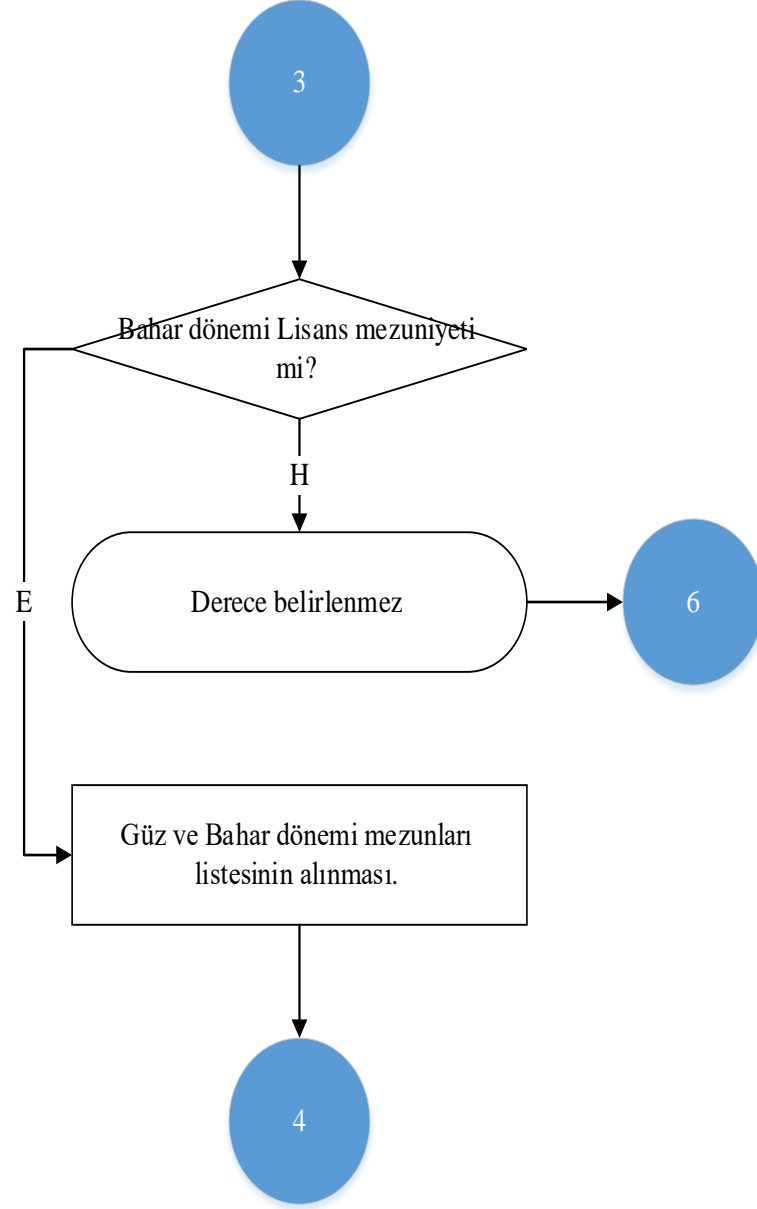 3
Bahar dönemi Lisans mezuniyeti
mi?
H
Derece belirlenmez
6
E
Güz ve Bahar dönemi mezunları
listesinin alınması.
4